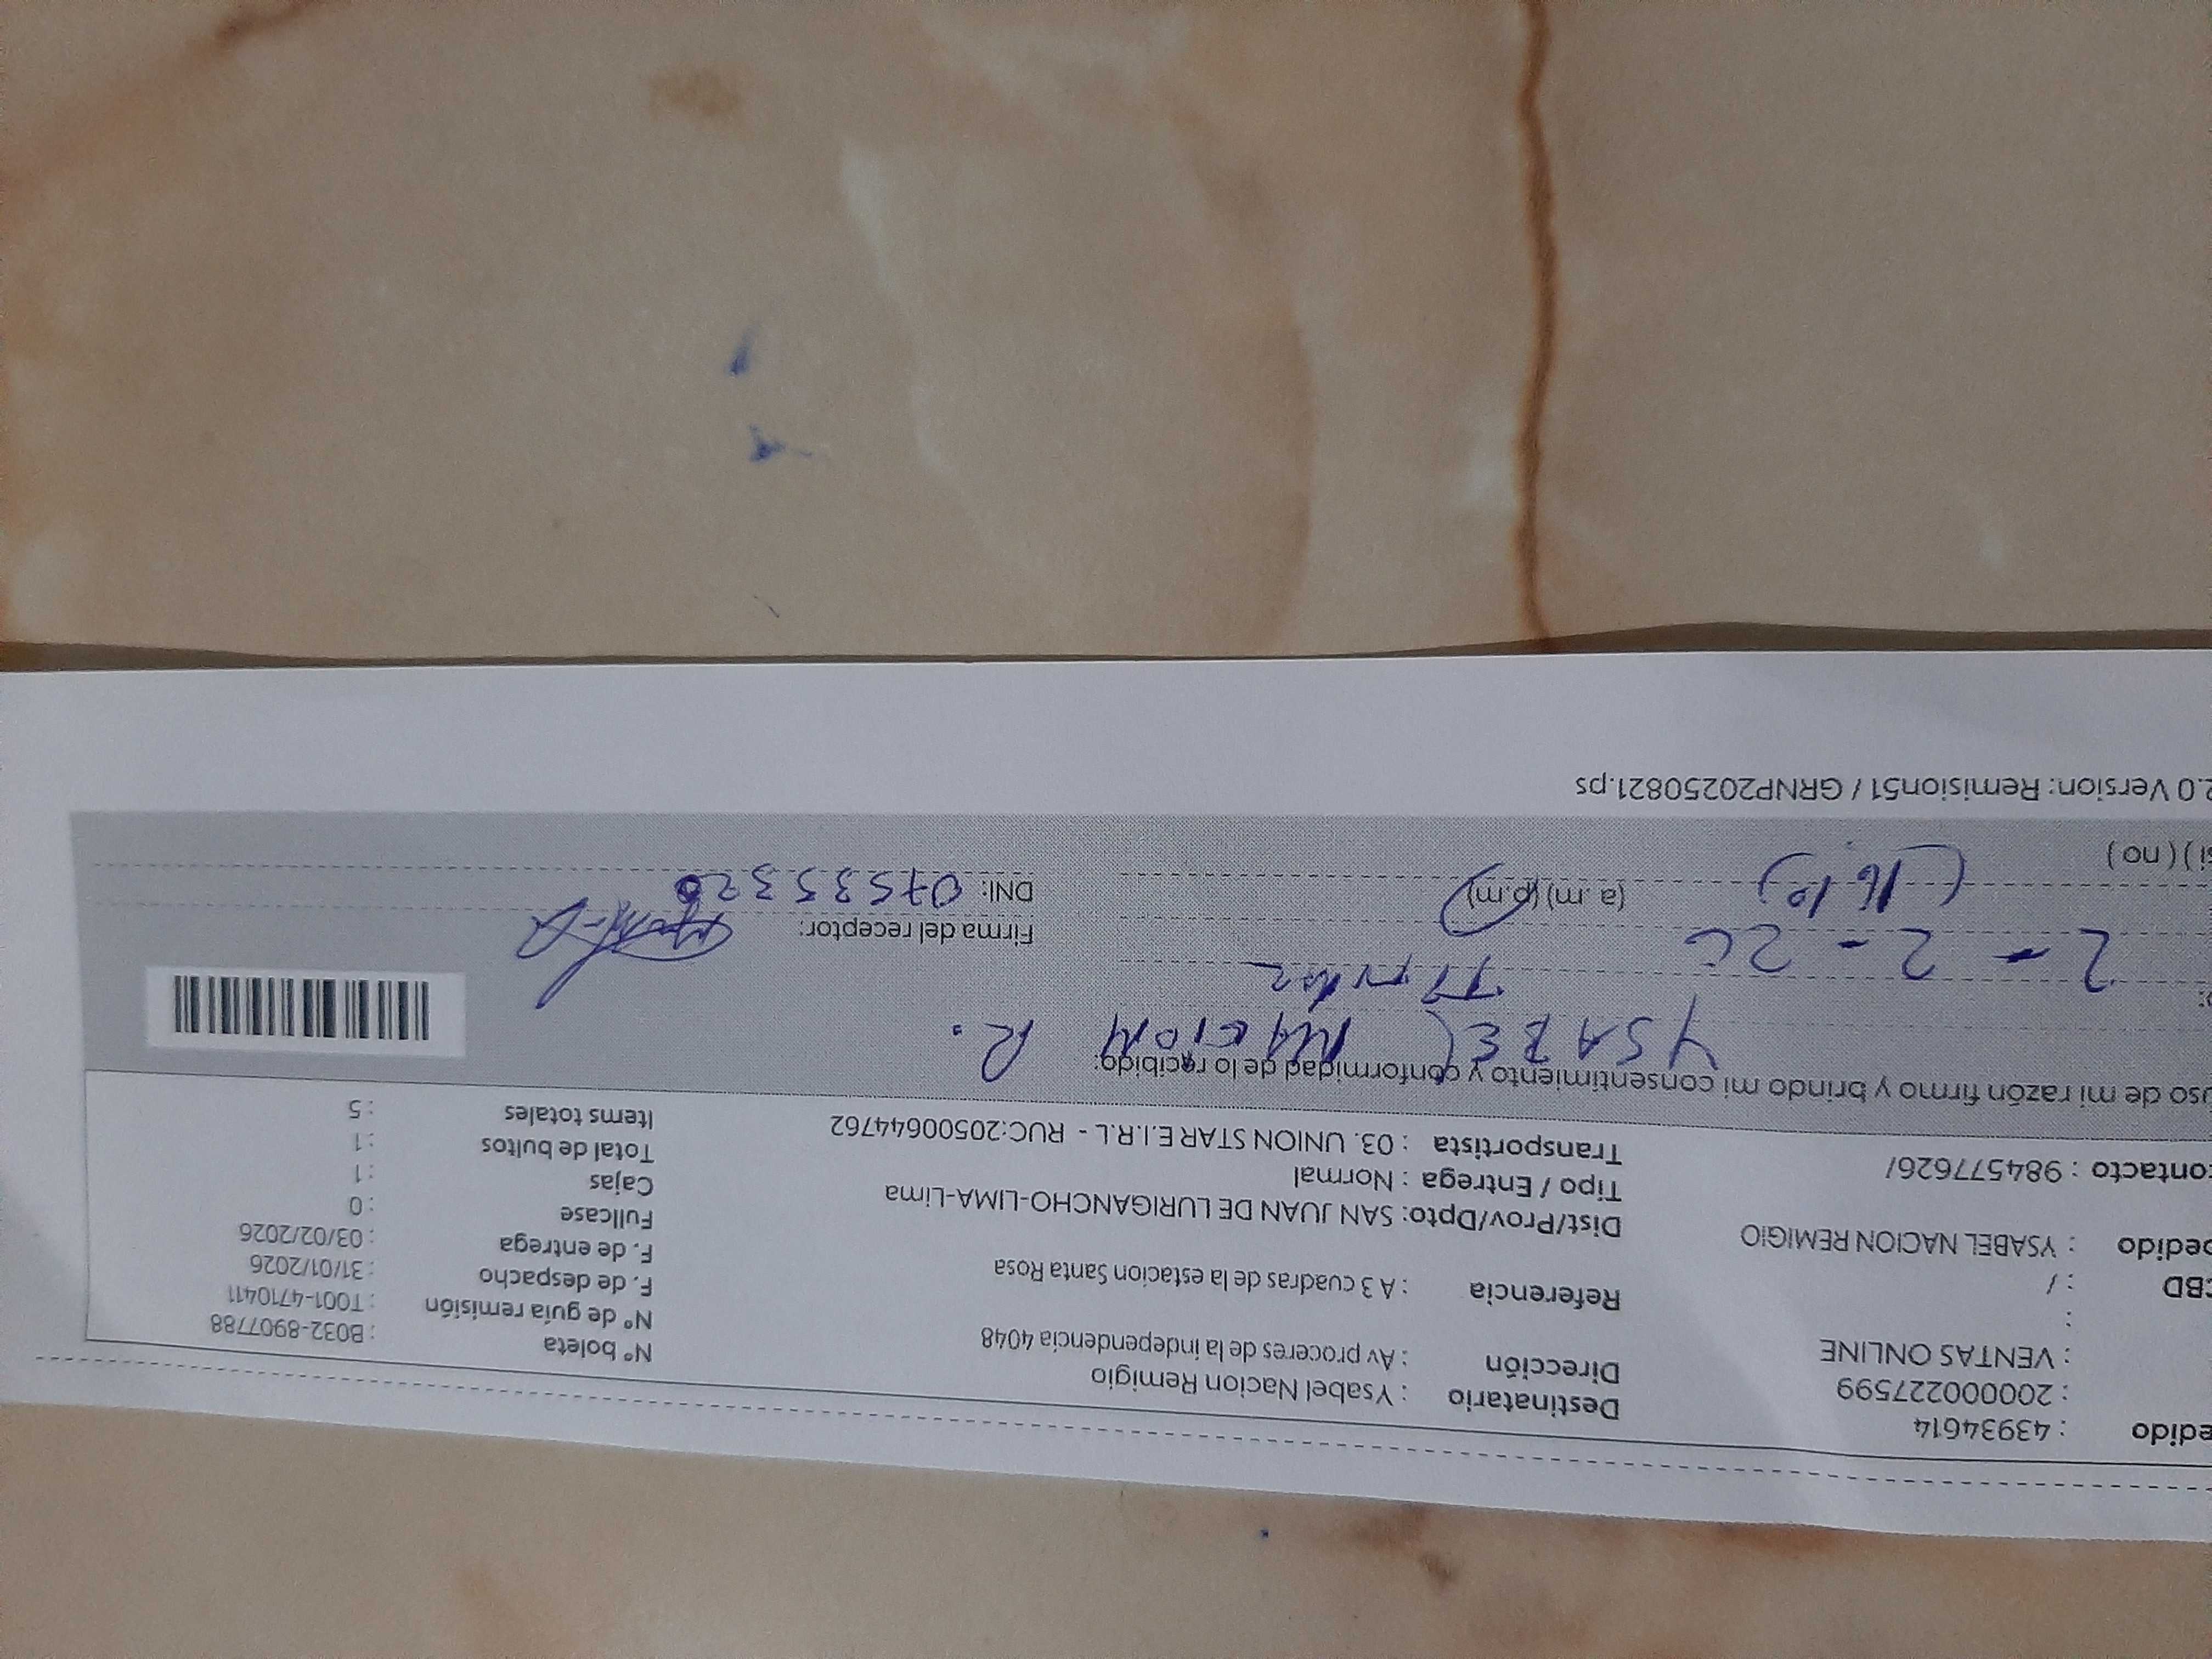 edido : 43934614
: 200000227599
: VENTAS ONLINE
:
CBD : /
pedido : YSABEL NACION REMIGIO
contacto : 984577626/
Destinatario : Ysabel Nacion Remigio
Dirección : Av proceres de la independencia 4048
Referencia : A 3 cuadras de la estacion Santa Rosa
Dist/Prov/Dpto: SAN JUAN DE LURIGANCHO-LIMA-Lima
Tipo / Entrega : Normal
Transportista : 03. UNION STAR E.I.R.L - RUC:20500644762
N° boleta : B032-8907788
N° de guía remisión : T001-4710411
F. de despacho : 31/01/2026
F. de entrega : 03/02/2026
Fullcase : 0
Cajas : 1
Total de bultos : 1
Items totales : 5
uso de mi razón firmo y brindo mi consentimiento y conformidad de lo recibido:
YSABEL NACION R.
2 - 2 - 26
(a.m) (p.m)
si ) ( no )
Firma del receptor:
DNI: 07535320
2.0 Version: Remision51 / GRNP20250821.ps